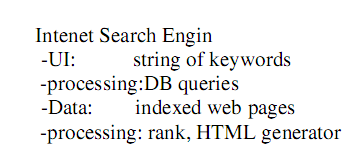 Intenet Search Engin
-UI: string of keywords
-processing:DB queries
-Data: indexed web pages
-processing: rank, HTML generator